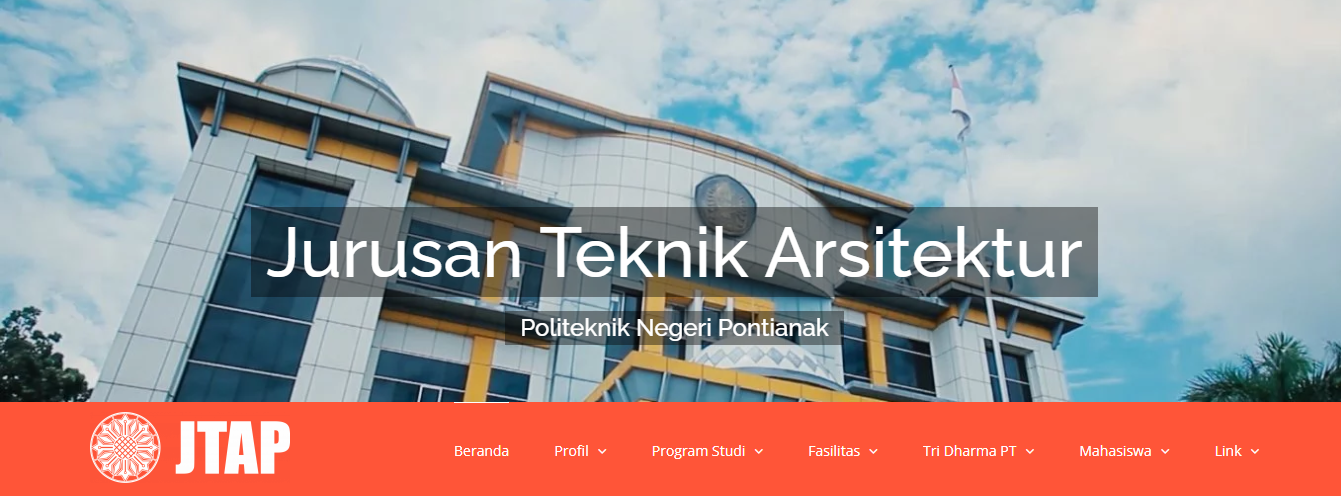 Jurusan Teknik Arsitektur
Politeknik Negeri Pontianak
JTAP
Beranda Profil Program Studi Fasilitas Tri Dharma PT Mahasiswa Link